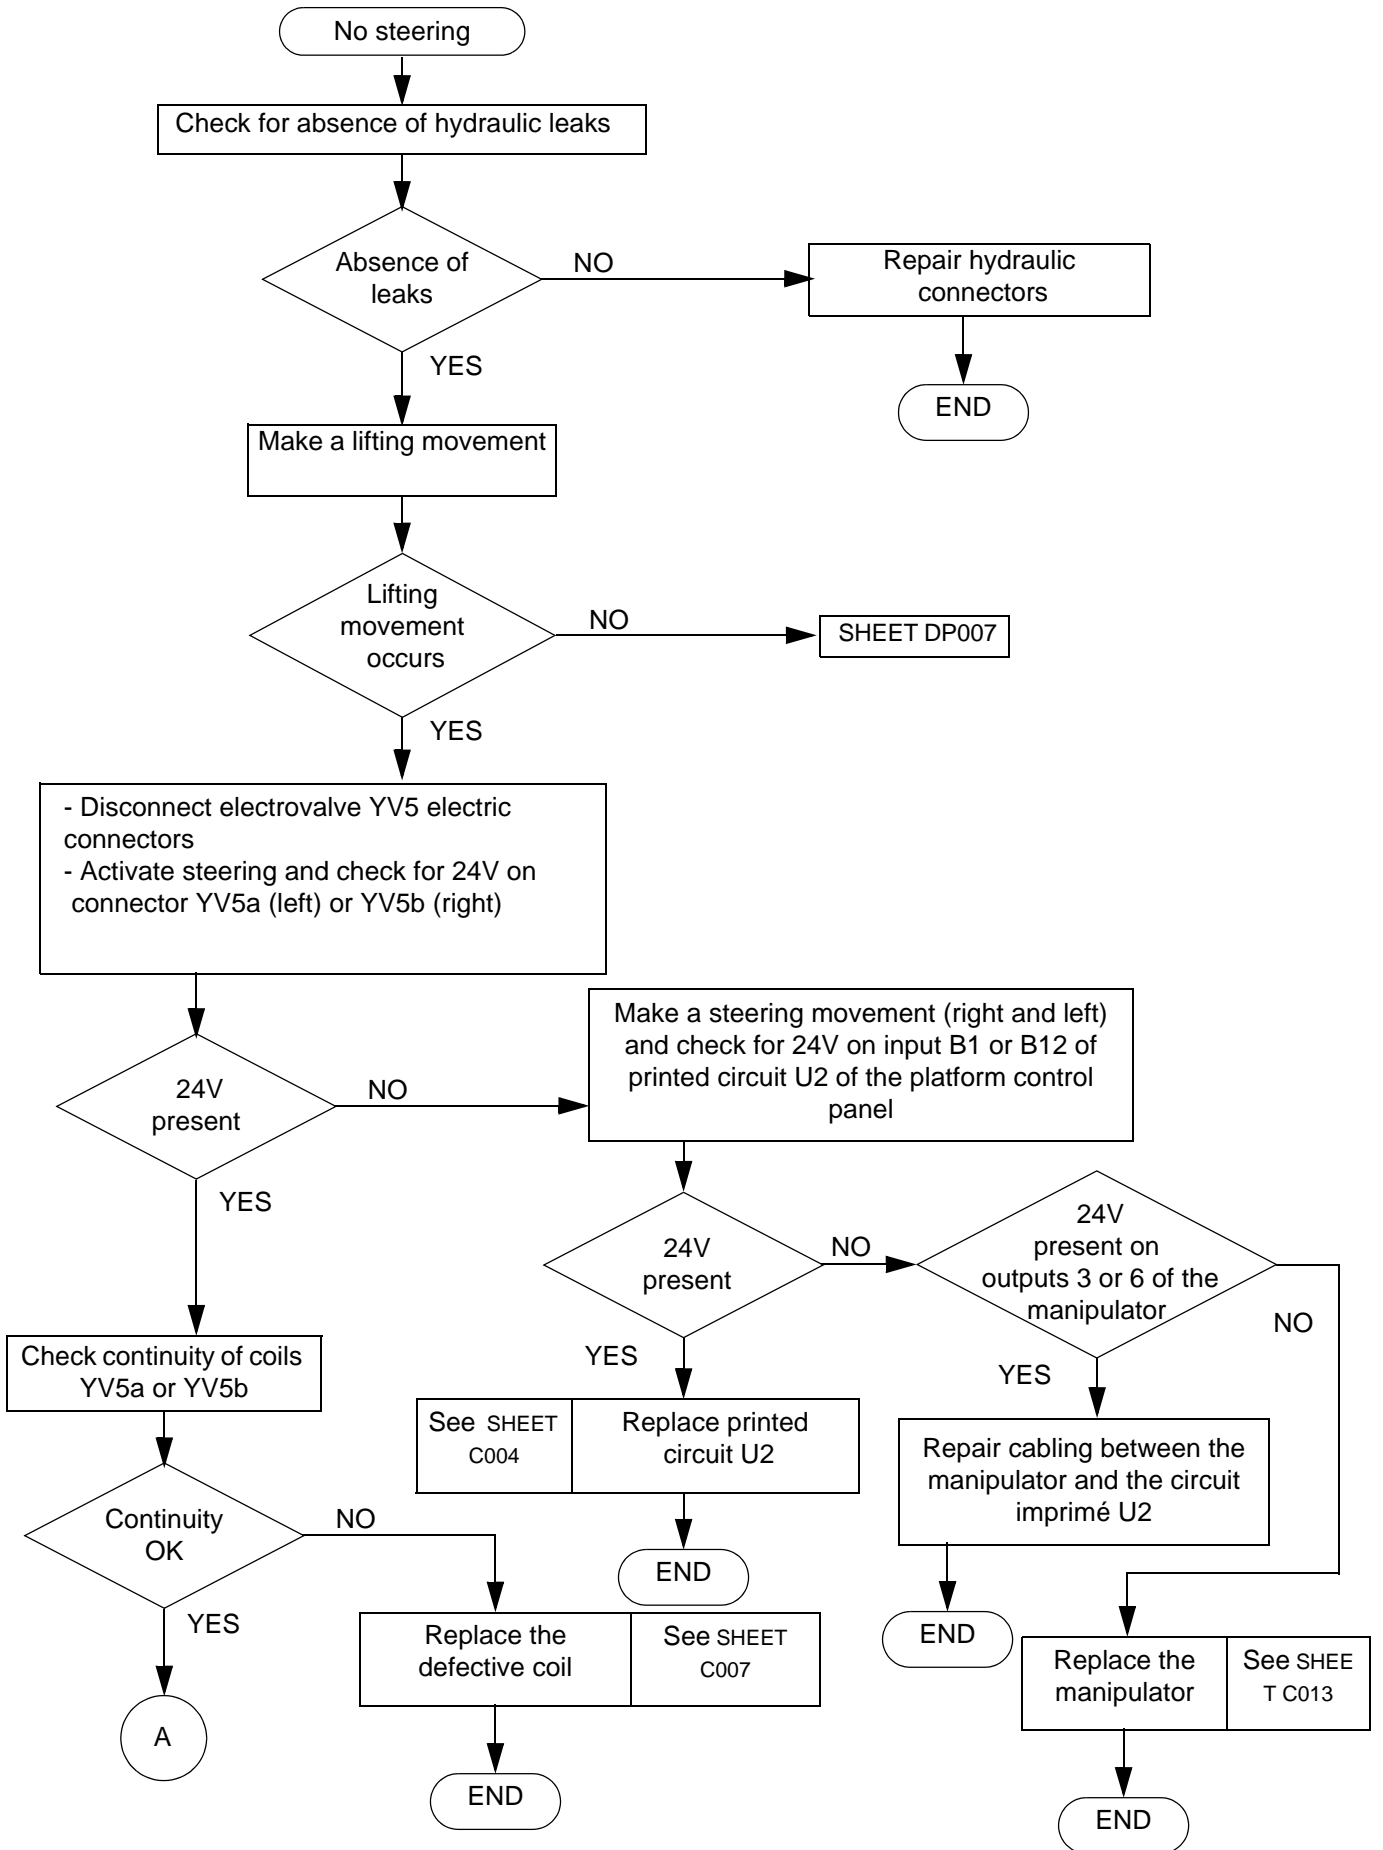 No steering
Check for absence of hydraulic leaks
Absence of
leaks
NO
Repair hydraulic
connectors
YES
END
Make a lifting movement
Lifting
movement
occurs
NO
SHEET DP007
YES
- Disconnect electrovalve YV5 electric
connectors
- Activate steering and check for 24V on
connector YV5a (left) or YV5b (right)
Make a steering movement (right and left)
and check for 24V on input B1 or B12 of
printed circuit U2 of the platform control
panel
24V
present
NO
YES
24V
present
NO
24V
present on
outputs 3 or 6 of the
manipulator
NO
YES
YES
Check continuity of coils
YV5a or YV5b
See SHEET
C004
Replace printed
circuit U2
Repair cabling between the
manipulator and the circuit
imprimé U2
Continuity
OK
NO
YES
END
END
Replace the
defective coil
See SHEET
C007
Replace the
manipulator
See SHEE
T C013
A
END
END